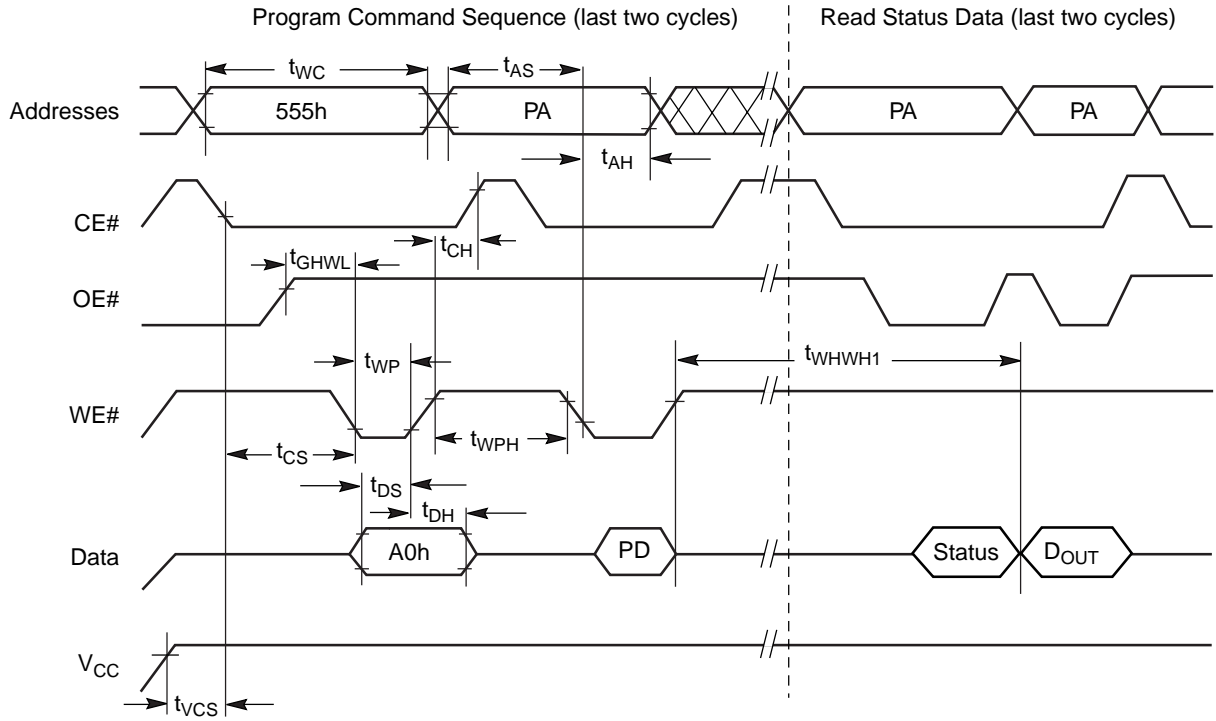 Program Command Sequence (last two cycles) Read Status Data (last two cycles)
tWC tAS
Addresses 555h PA PA PA
tAH
CE#
tCH
tGHWL
OE#
tWP tWHWH1
WE#
tCS tWPH
tDS
tDH
Data A0h PD Status DOUT
VCC
tVCS